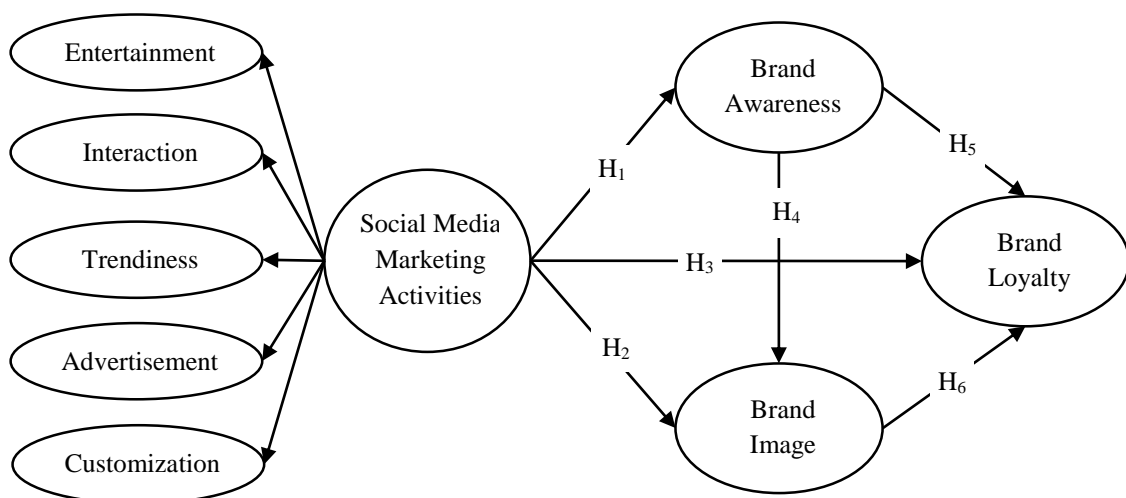 Entertainment
Interaction
Trendiness
Advertisement
Customization
Social Media
Marketing
Activities
H₁
H₂
H₃
H₄
H₅
H₆
Brand
Awareness
Brand
Image
Brand
Loyalty